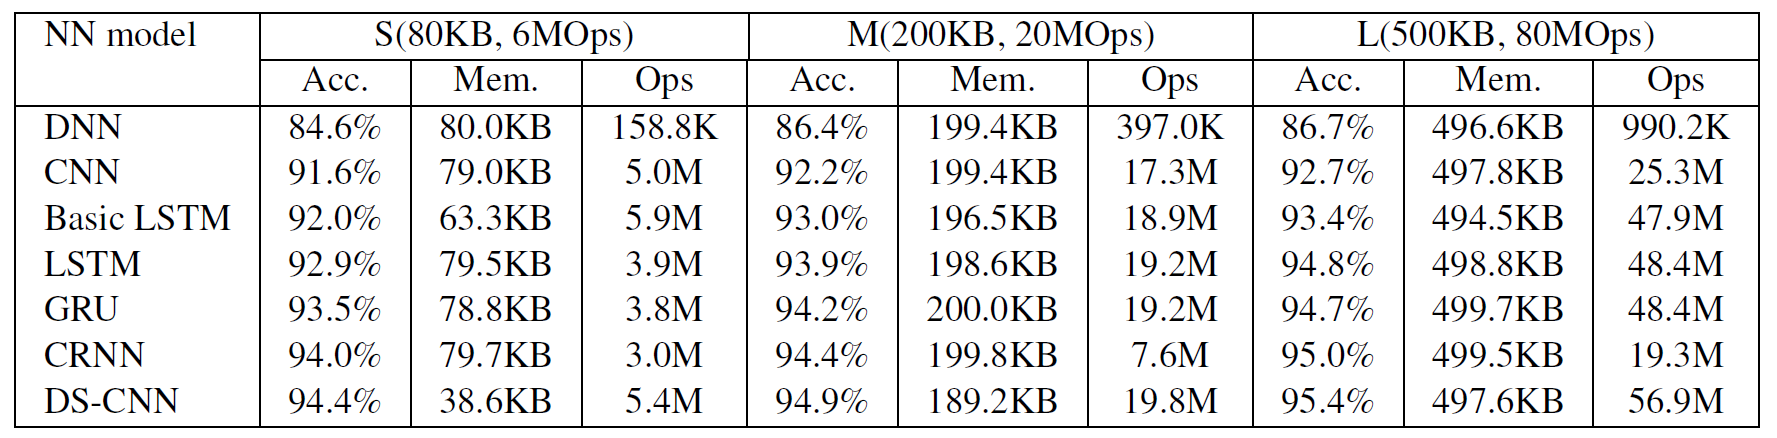 NN model S(80KB, 6MOps) M(200KB, 20MOps) L(500KB, 80MOps)
Acc. Mem. Ops Acc. Mem. Ops Acc. Mem. Ops
DNN 84.6% 80.0KB 158.8K 86.4% 199.4KB 397.0K 86.7% 496.6KB 990.2K
CNN 91.6% 79.0KB 5.0M 92.2% 199.4KB 17.3M 92.7% 497.8KB 25.3M
Basic LSTM 92.0% 63.3KB 5.9M 93.0% 196.5KB 18.9M 93.4% 494.5KB 47.9M
LSTM 92.9% 79.5KB 3.9M 93.9% 198.6KB 19.2M 94.8% 498.8KB 48.4M
GRU 93.5% 78.8KB 3.8M 94.2% 200.0KB 19.2M 94.7% 499.7KB 48.4M
CRNN 94.0% 79.7KB 3.0M 94.4% 199.8KB 7.6M 95.0% 499.5KB 19.3M
DS-CNN 94.4% 38.6KB 5.4M 94.9% 189.2KB 19.8M 95.4% 497.6KB 56.9M